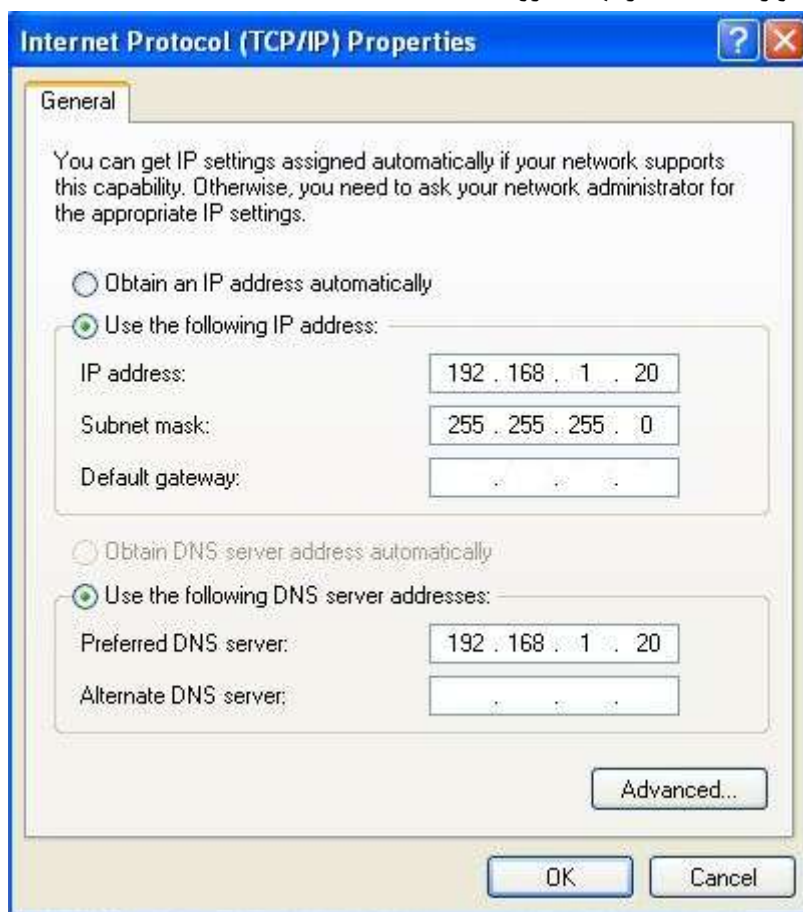 Internet Protocol (TCP/IP) Properties
General
You can get IP settings assigned automatically if your network supports
this capability. Otherwise, you need to ask your network administrator for
the appropriate IP settings.
Obtain an IP address automatically
Use the following IP address:
IP address: 192 . 168 . 1 . 20
Subnet mask: 255 . 255 . 255 . 0
Default gateway: . . .
Obtain DNS server address automatically
Use the following DNS server addresses:
Preferred DNS server: 192 . 168 . 1 . 20
Alternate DNS server: . . .
Advanced...
OK Cancel